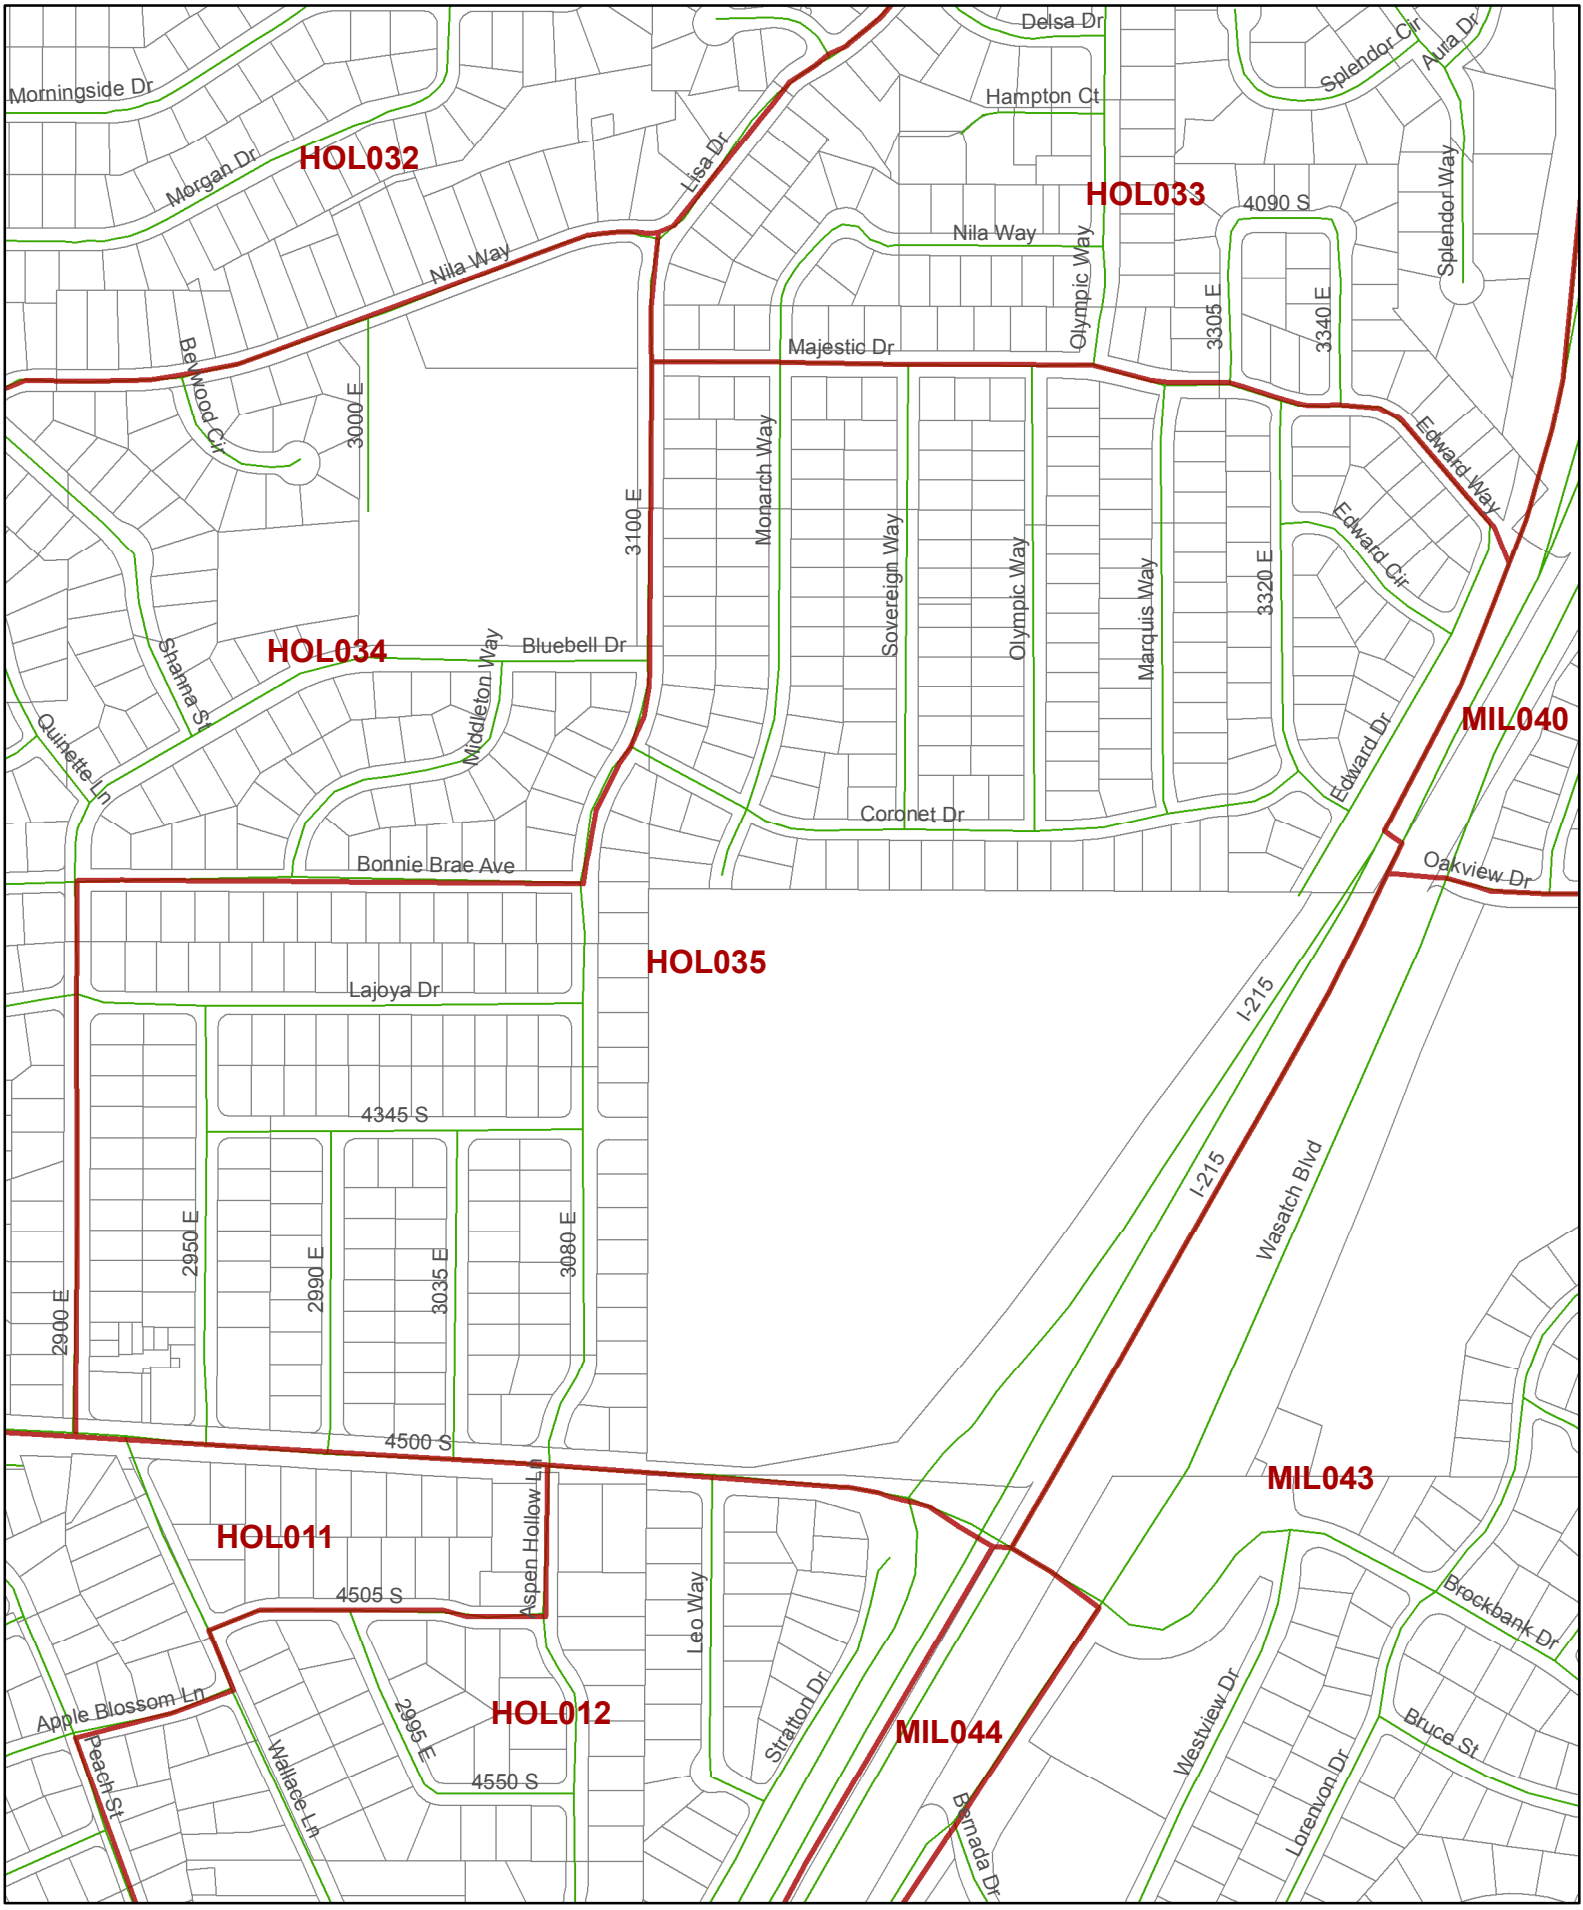 Delsa Dr
Splendor Cir
Aura Dr
Morningside Dr
Hampton Ct
Lisa Dr
HOL032
Morgan Dr
HOL033
4090 S
Splendor Way
Nila Way
Nila Way
Olympic Way
3305 E
3340 E
Majestic Dr
Berwood Cir
3000 E
Monarch Way
Edward Way
3100 E
Sovereign Way
Olympic Way
Marquis Way
3320 E
Edward Cir
HOL034
Bluebell Dr
Shanna St
Middleton Way
Quinette Ln
MIL040
Edward Dr
Coronet Dr
Bonnie Brae Ave
Oakview Dr
HOL035
Lajoya Dr
I-215
4345 S
I-215
Wasatch Blvd
2950 E
2990 E
3035 E
3080 E
2900 E
4500 S
MIL043
Aspen Hollow Ln
HOL011
4505 S
Leo Way
Brockbank Dr
Apple Blossom Ln
HOL012
2995 E
Stratton Dr
MIL044
Westview Dr
Bruce St
Peach St
Wallace Ln
4550 S
Bernada Dr
Lorenvon Dr